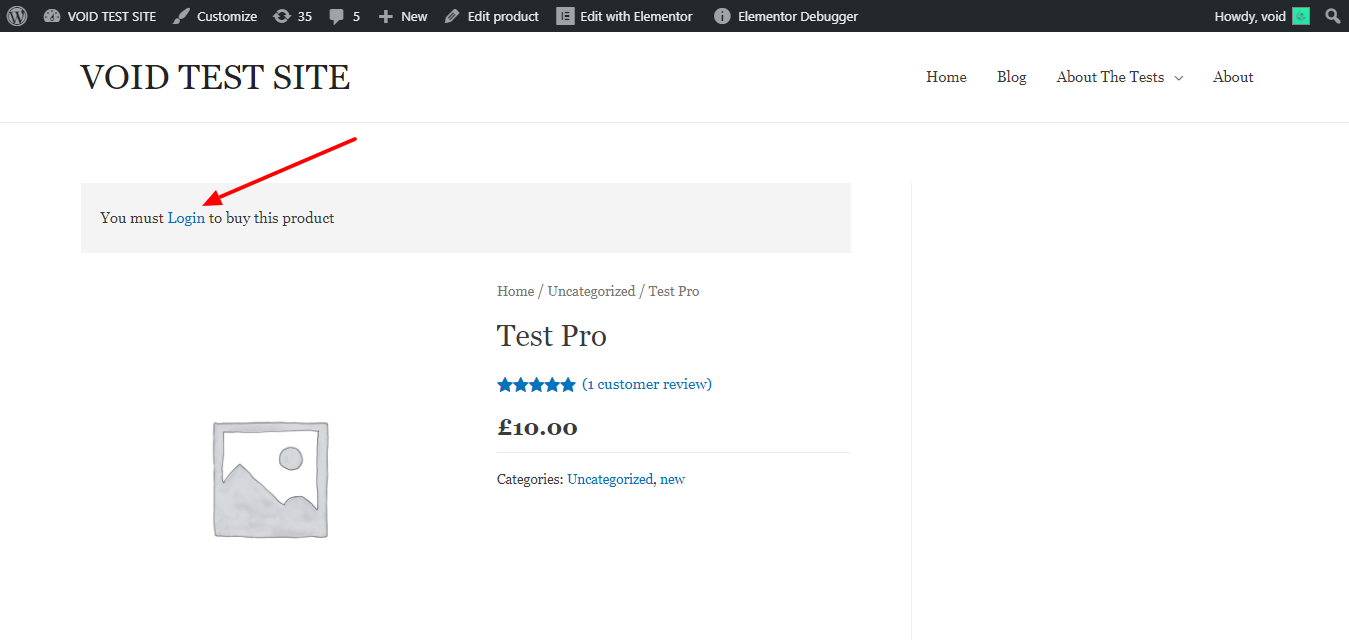 VOID TEST SITE Customize 35 5 New Edit product Edit with Elementor Elementor Debugger Howdy, void
VOID TEST SITE
Home Blog About The Tests About
You must Login to buy this product
Home / Uncategorized / Test Pro
Test Pro
(1 customer review)
£10.00
Categories: Uncategorized, new